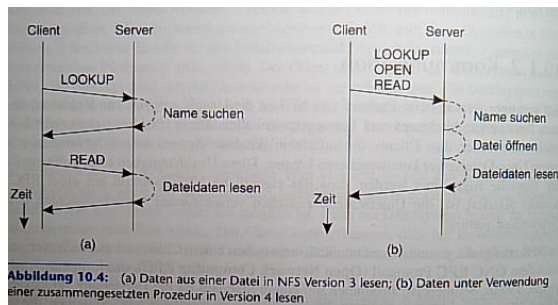 Client Server
LOOKUP
Name suchen
READ
Dateidaten lesen
Zeit
(a)
Client Server
LOOKUP
OPEN
READ
Name suchen
Datei öffnen
Dateidaten lesen
Zeit
(b)
Abbildung 10.4: (a) Daten aus einer Datei in NFS Version 3 lesen; (b) Daten unter Verwendung
einer zusammengesetzten Prozedur in Version 4 lesen